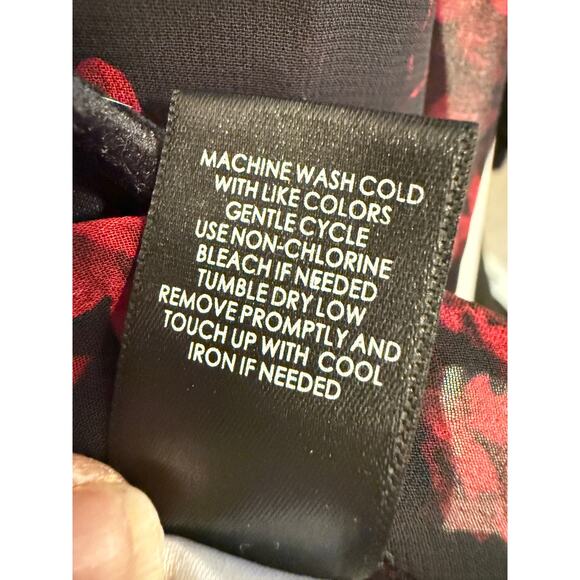 MACHINE WASH COLD
WITH LIKE COLORS
GENTLE CYCLE
USE NON-CHLORINE
BLEACH IF NEEDED
TUMBLE DRY LOW
REMOVE PROMPTLY AND
TOUCH UP WITH COOL
IRON IF NEEDED